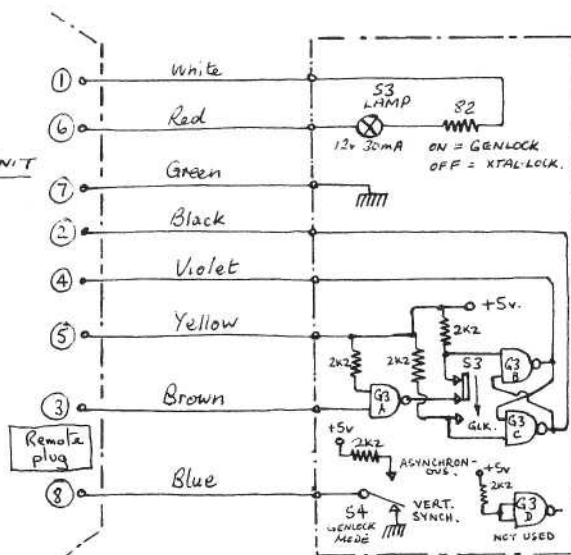 1 White
S3
LAMP
82
6 Red
12v 30mA
ON = GENLOCK
OFF = XTAL-LOCK.
NIT
7 Green
2 Black
4 Violet
5 Yellow
+5v.
2K2
2K2
2K2
G3
B
S3
G3
A
GLK.
G3
C
3 Brown
Remote
plug
+5v
2K2
ASYNCHRON-
OUS.
+5v
2K2
8 Blue
S4
GENLOCK
MODE
VERT.
SYNCH.
G3
D
NOT USED